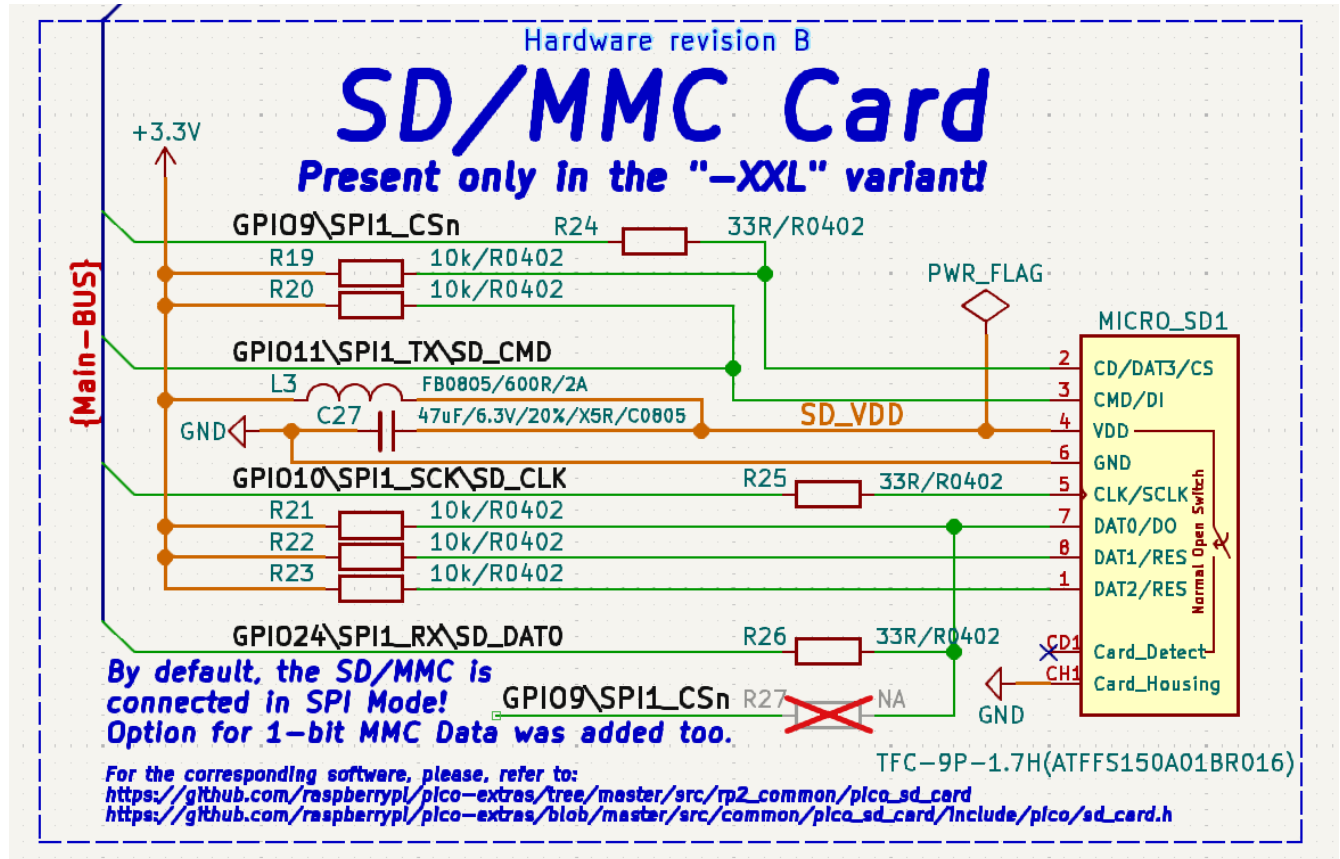 Hardware revision B
SD/MMC Card
Present only in the "-XXL" variant!
+3.3V
{Main-BUS}
GPIO9\SPI1_CSn
R24
33R/R0402
R19
10k/R0402
R20
10k/R0402
PWR_FLAG
MICRO_SD1
GPIO11\SPI1_TX\SD_CMD
2
CD/DAT3/CS
L3
FB0805/600R/2A
3
CMD/DI
C27
47uF/6.3V/20%/X5R/C0805
SD_VDD
GND
4
VDD
6
GND
GPIO10\SPI1_SCK\SD_CLK
R25
33R/R0402
5
CLK/SCLK
R21
10k/R0402
7
DAT0/DO
R22
10k/R0402
8
DAT1/RES
R23
10k/R0402
1
DAT2/RES
Normal Open Switch
GPIO24\SPI1_RX\SD_DAT0
R26
33R/R0402
CD1
Card_Detect
CH1
Card_Housing
GND
By default, the SD/MMC is
connected in SPI Mode!
Option for 1-bit MMC Data was added too.
GPIO9\SPI1_CSn
R27
NA
TFC-9P-1.7H(ATFFS150A01BR016)
For the corresponding software, please, refer to:
https://github.com/raspberrypi/pico-extras/tree/master/src/rp2_common/pico_sd_card
https://github.com/raspberrypi/pico-extras/blob/master/src/common/pico_sd_card/include/pico/sd_card.h